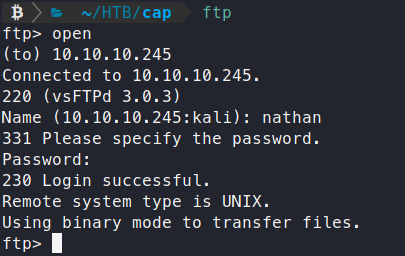 ₿ ~/HTB/cap ftp
ftp> open
(to) 10.10.10.245
Connected to 10.10.10.245.
220 (vsFTPd 3.0.3)
Name (10.10.10.245:kali): nathan
331 Please specify the password.
Password:
230 Login successful.
Remote system type is UNIX.
Using binary mode to transfer files.
ftp>